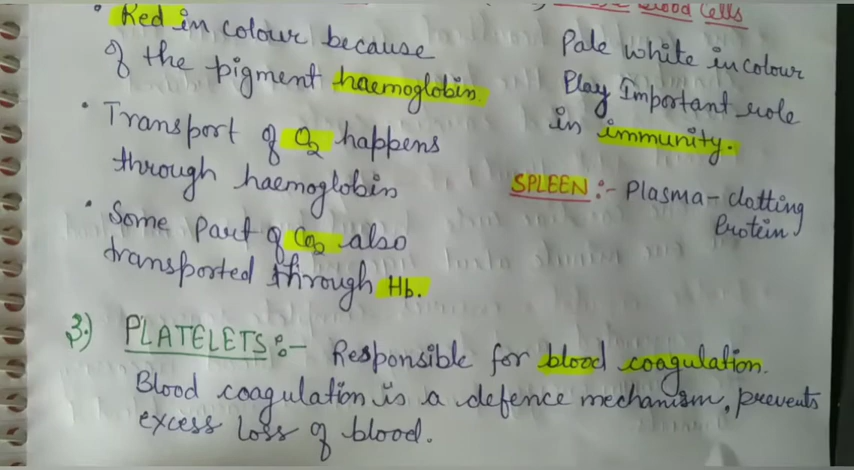 • Red in colour because
of the pigment haemoglobin.
• Transport of O2 happens
through haemoglobin
• Some part of CO2 also
transported through Hb.
Blood Cells
Pale white in colour
Play Important role
in immunity.
SPLEEN :- Plasma - clotting
Protein
3.) PLATELETS :- Responsible for blood coagulation.
Blood coagulation is a defence mechanism, prevents
excess loss of blood.